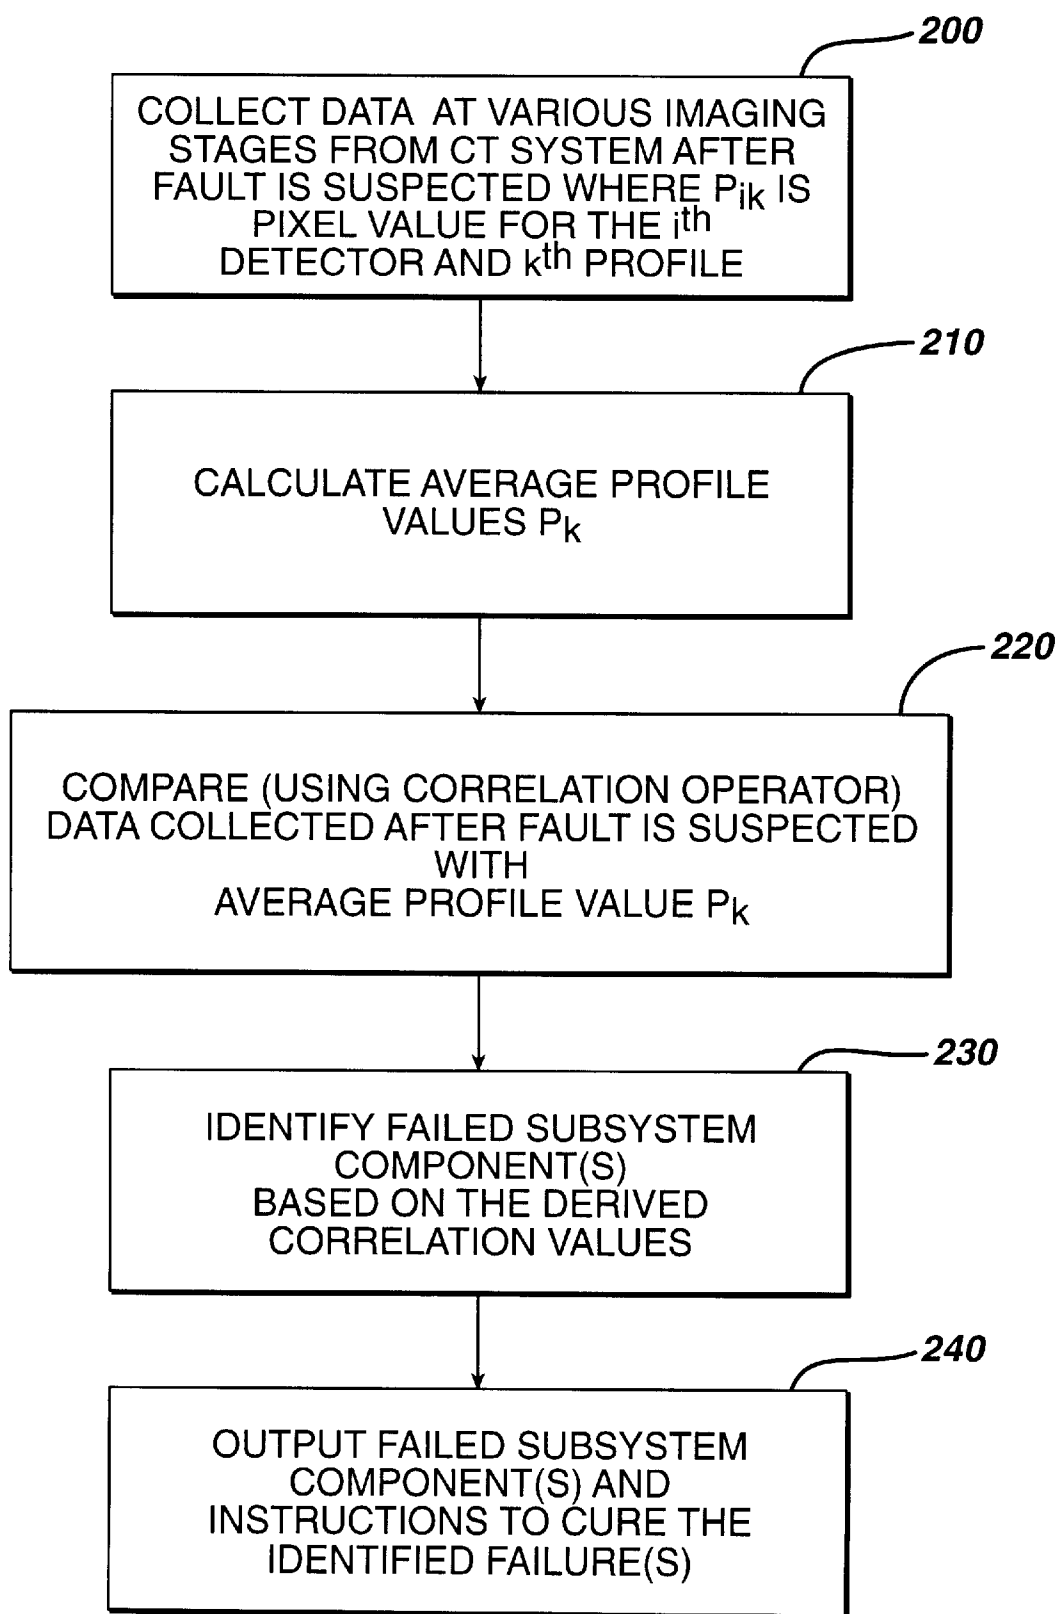 200
COLLECT DATA AT VARIOUS IMAGING
STAGES FROM CT SYSTEM AFTER
FAULT IS SUSPECTED WHERE Pik IS
PIXEL VALUE FOR THE ith
DETECTOR AND kth PROFILE
210
CALCULATE AVERAGE PROFILE
VALUES Pk
220
COMPARE (USING CORRELATION OPERATOR)
DATA COLLECTED AFTER FAULT IS SUSPECTED
WITH
AVERAGE PROFILE VALUE Pk
230
IDENTIFY FAILED SUBSYSTEM
COMPONENT(S)
BASED ON THE DERIVED
CORRELATION VALUES
240
OUTPUT FAILED SUBSYSTEM
COMPONENT(S) AND
INSTRUCTIONS TO CURE THE
IDENTIFIED FAILURE(S)